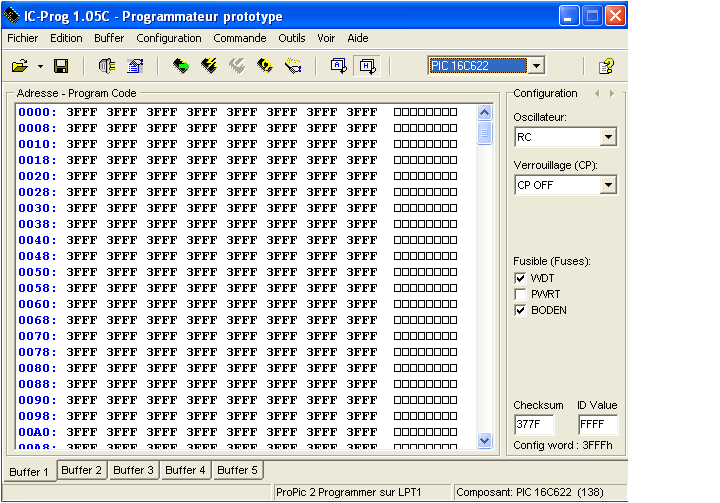 IC-Prog 1.05C - Programmateur prototype
Fichier Edition Buffer Configuration Commande Outils Voir Aide
PIC 16C622
Adresse - Program Code
0000: 3FFF 3FFF 3FFF 3FFF 3FFF 3FFF 3FFF 3FFF
0008: 3FFF 3FFF 3FFF 3FFF 3FFF 3FFF 3FFF 3FFF
0010: 3FFF 3FFF 3FFF 3FFF 3FFF 3FFF 3FFF 3FFF
0018: 3FFF 3FFF 3FFF 3FFF 3FFF 3FFF 3FFF 3FFF
0020: 3FFF 3FFF 3FFF 3FFF 3FFF 3FFF 3FFF 3FFF
0028: 3FFF 3FFF 3FFF 3FFF 3FFF 3FFF 3FFF 3FFF
0030: 3FFF 3FFF 3FFF 3FFF 3FFF 3FFF 3FFF 3FFF
0038: 3FFF 3FFF 3FFF 3FFF 3FFF 3FFF 3FFF 3FFF
0040: 3FFF 3FFF 3FFF 3FFF 3FFF 3FFF 3FFF 3FFF
0048: 3FFF 3FFF 3FFF 3FFF 3FFF 3FFF 3FFF 3FFF
0050: 3FFF 3FFF 3FFF 3FFF 3FFF 3FFF 3FFF 3FFF
0058: 3FFF 3FFF 3FFF 3FFF 3FFF 3FFF 3FFF 3FFF
0060: 3FFF 3FFF 3FFF 3FFF 3FFF 3FFF 3FFF 3FFF
0068: 3FFF 3FFF 3FFF 3FFF 3FFF 3FFF 3FFF 3FFF
0070: 3FFF 3FFF 3FFF 3FFF 3FFF 3FFF 3FFF 3FFF
0078: 3FFF 3FFF 3FFF 3FFF 3FFF 3FFF 3FFF 3FFF
0080: 3FFF 3FFF 3FFF 3FFF 3FFF 3FFF 3FFF 3FFF
0088: 3FFF 3FFF 3FFF 3FFF 3FFF 3FFF 3FFF 3FFF
0090: 3FFF 3FFF 3FFF 3FFF 3FFF 3FFF 3FFF 3FFF
0098: 3FFF 3FFF 3FFF 3FFF 3FFF 3FFF 3FFF 3FFF
00A0: 3FFF 3FFF 3FFF 3FFF 3FFF 3FFF 3FFF 3FFF
00A8: 3FFF 3FFF 3FFF 3FFF 3FFF 3FFF 3FFF 3FFF
Configuration
Oscillateur:
RC
Verrouillage (CP):
CP OFF
Fusible (Fuses):
WDT
PWRT
BODEN
Checksum ID Value
377F FFFF
Config word : 3FFFh
Buffer 1 Buffer 2 Buffer 3 Buffer 4 Buffer 5
ProPic 2 Programmer sur LPT1 Composant: PIC 16C622 (138)